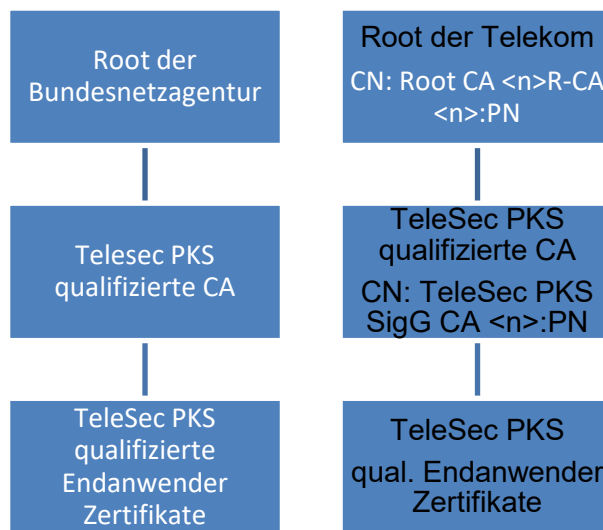 Root der
Bundesnetzagentur
Telesec PKS
qualifizierte CA
TeleSec PKS
qualifizierte
Endanwender
Zertifikate
Root der Telekom
CN: Root CA <n>R-CA
<n>:PN
TeleSec PKS
qualifizierte CA
CN: TeleSec PKS
SigG CA <n>:PN
TeleSec PKS
qual. Endanwender
Zertifikate